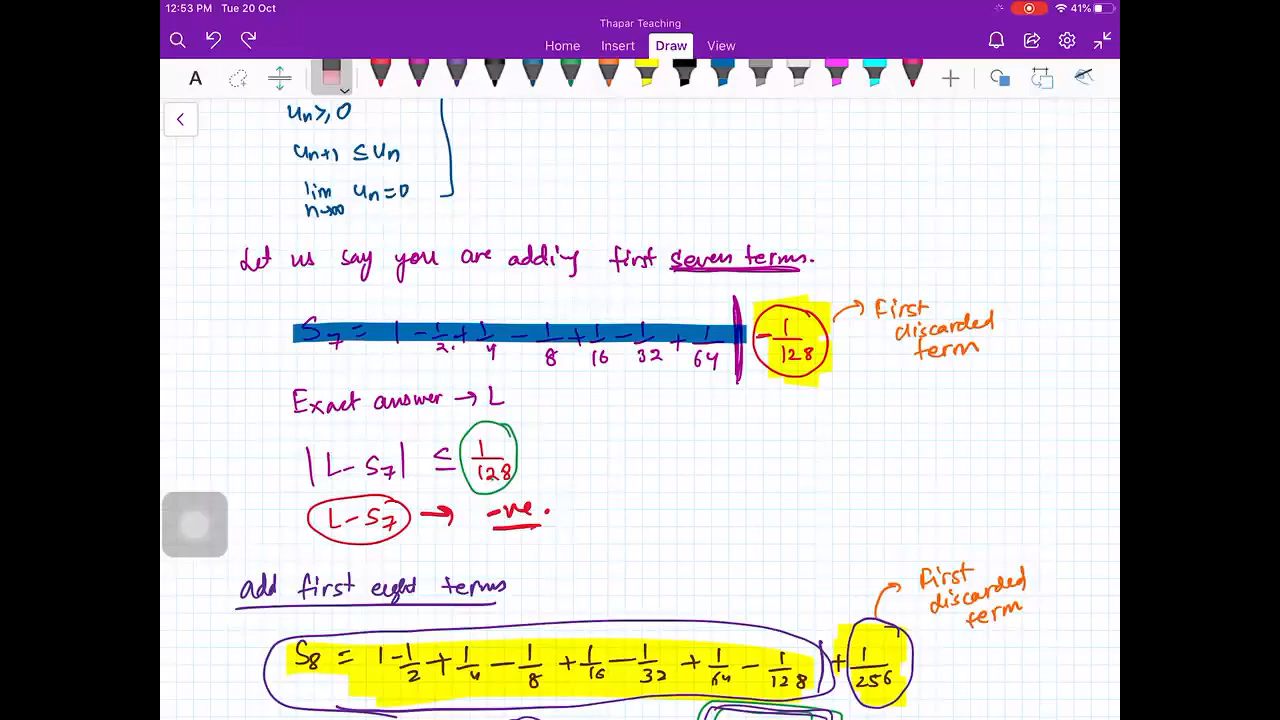 12:53 PM Tue 20 Oct
41%
Thapar Teaching
Home Insert Draw View
A
uₙ ≥ 0
uₙ₊₁ ≤ uₙ
lim uₙ = 0
n→∞
Let us say you are adding first seven terms.
S₇ = 1 - 1/2 + 1/4 - 1/8 + 1/16 - 1/32 + 1/64 | - 1/128 → First discarded term
Exact answer → L
|L - S₇| ≤ 1/128
L - S₇ → -ve.
add first eight terms
S₈ = 1 - 1/2 + 1/4 - 1/8 + 1/16 - 1/32 + 1/64 - 1/128 | + 1/256 → First discarded term